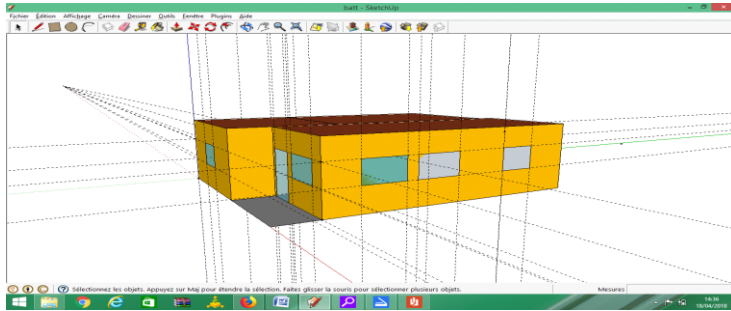 batt - SketchUp
Fichier Édition Affichage Caméra Dessiner Outils Fenêtre Plugins Aide
Sélectionnez les objets. Appuyez sur Maj pour étendre la sélection. Faites glisser la souris pour sélectionner plusieurs objets. Mesures
14:36
18/04/2018